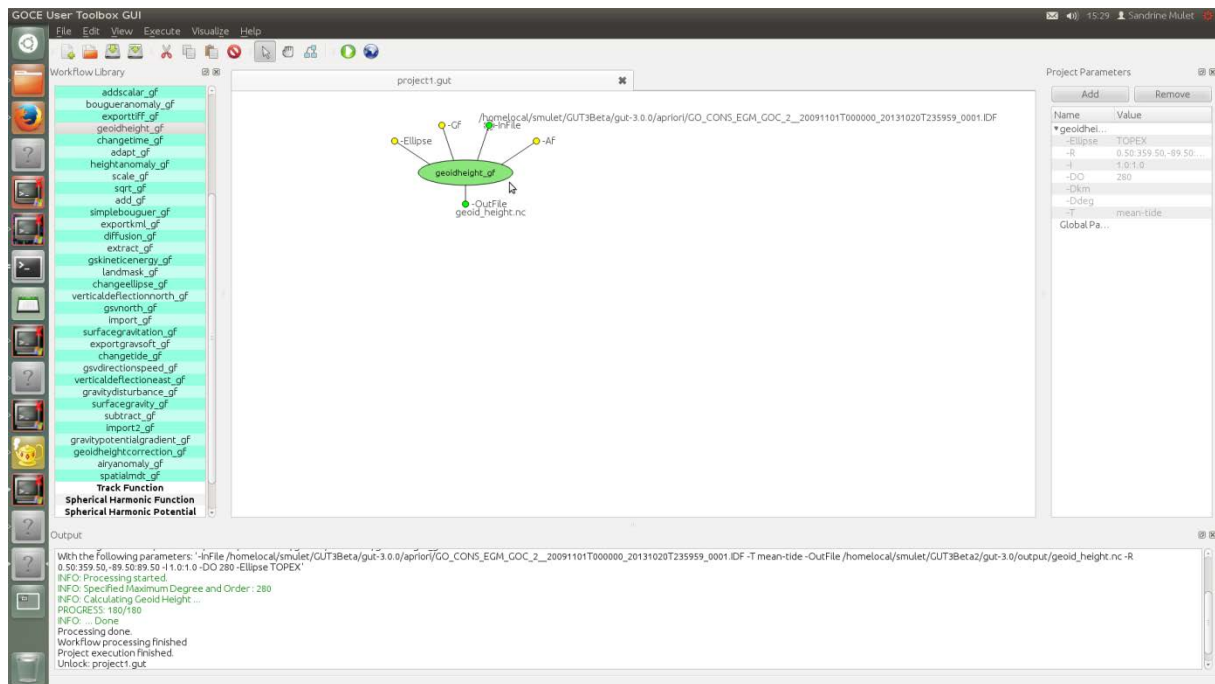 GOCE User Toolbox GUI
15:29 Sandrine Mulet
File Edit View Execute Visualize Help
Workflow Library
project1.gut
Project Parameters
addscalar_gf
bougueranomaly_gf
exporttiff_gf
geoidheight_gf
changetime_gf
adapt_gf
heightanomaly_gf
scale_gf
sqrt_gf
add_gf
simplebouguer_gf
exportkml_gf
diffusion_gf
extract_gf
gskineticenergy_gf
landmask_gf
changeellipse_gf
verticaldeflectionnorth_gf
gsvnorth_gf
import_gf
surfacegravitation_gf
exportgravsoft_gf
changetide_gf
gsvdirectionspeed_gf
verticaldeflectioneast_gf
gravitydisturbance_gf
surfacegravity_gf
subtract_gf
import2_gf
gravitypotentialgradient_gf
geoidheightcorrection_gf
airyanomaly_gf
spatialmdt_gf
Track Function
Spherical Harmonic Function
Spherical Harmonic Potential
/homelocal/smulet/GUT3Beta/gut-3.0.0/apriori/GO_CONS_EGM_GOC_2__20091101T000000_20131020T235959_0001.IDF
-Gf -InFile
-Ellipse -Af
geoidheight_gf
-OutFile
geoid_height.nc
Add Remove
Name Value
geoidhei...
-Ellipse TOPEX
-R 0.50:359.50,-89.50:...
-I 1.0:1.0
-DO 280
-Dkm
-Ddeg
-T mean-tide
Global Pa...
Output
With the following parameters: '-InFile /homelocal/smulet/GUT3Beta/gut-3.0.0/apriori/GO_CONS_EGM_GOC_2__20091101T000000_20131020T235959_0001.IDF -T mean-tide -OutFile /homelocal/smulet/GUT3Beta2/gut-3.0/output/geoid_height.nc -R
0.50:359.50,-89.50:89.50 -I 1.0:1.0 -DO 280 -Ellipse TOPEX'
INFO: Processing started.
INFO: Specified Maximum Degree and Order : 280
INFO: Calculating Geoid Height ...
PROGRESS: 180/180
INFO: ... Done
Processing done.
Workflow processing finished
Project execution finished.
Unlock: project1.gut